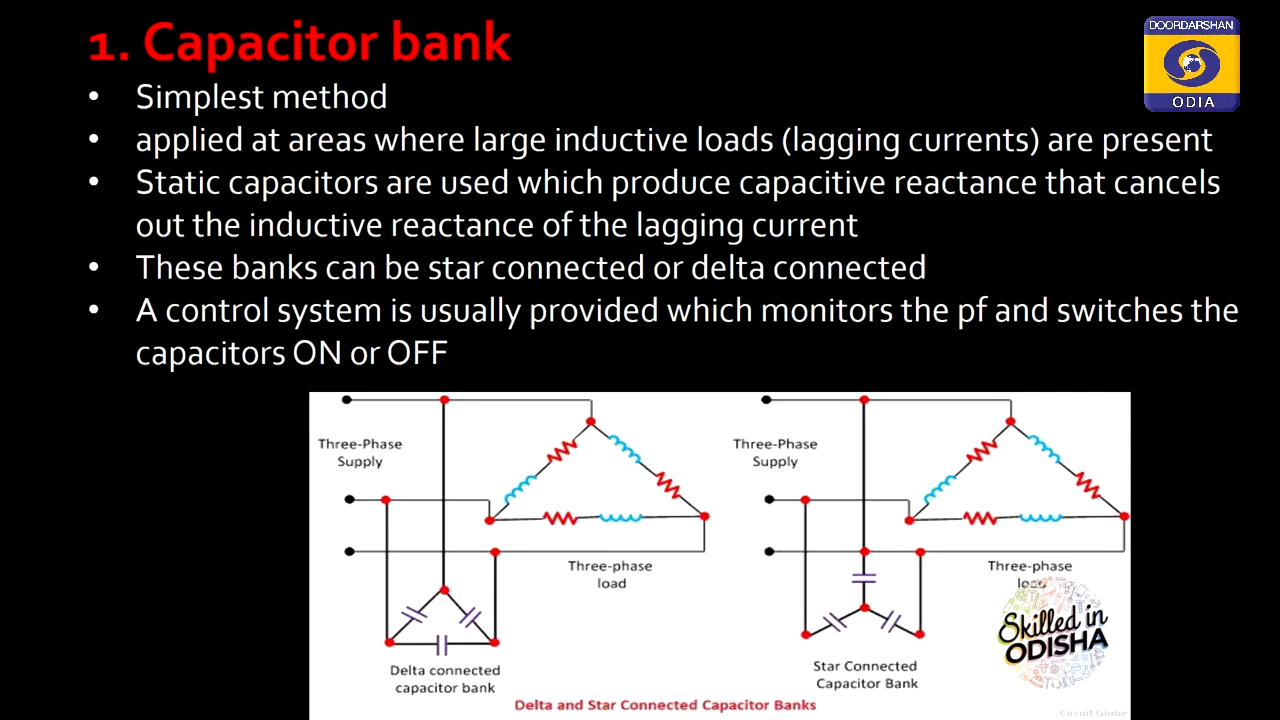 1. Capacitor bank
DOORDARSHAN
ODIA
• Simplest method
• applied at areas where large inductive loads (lagging currents) are present
• Static capacitors are used which produce capacitive reactance that cancels
out the inductive reactance of the lagging current
• These banks can be star connected or delta connected
• A control system is usually provided which monitors the pf and switches the
capacitors ON or OFF
Three-Phase
Supply
Three-phase
load
Delta connected
capacitor bank
Three-Phase
Supply
Three-phase
load
Star Connected
Capacitor Bank
Skilled in
ODISHA
Delta and Star Connected Capacitor Banks
Circuit Globe